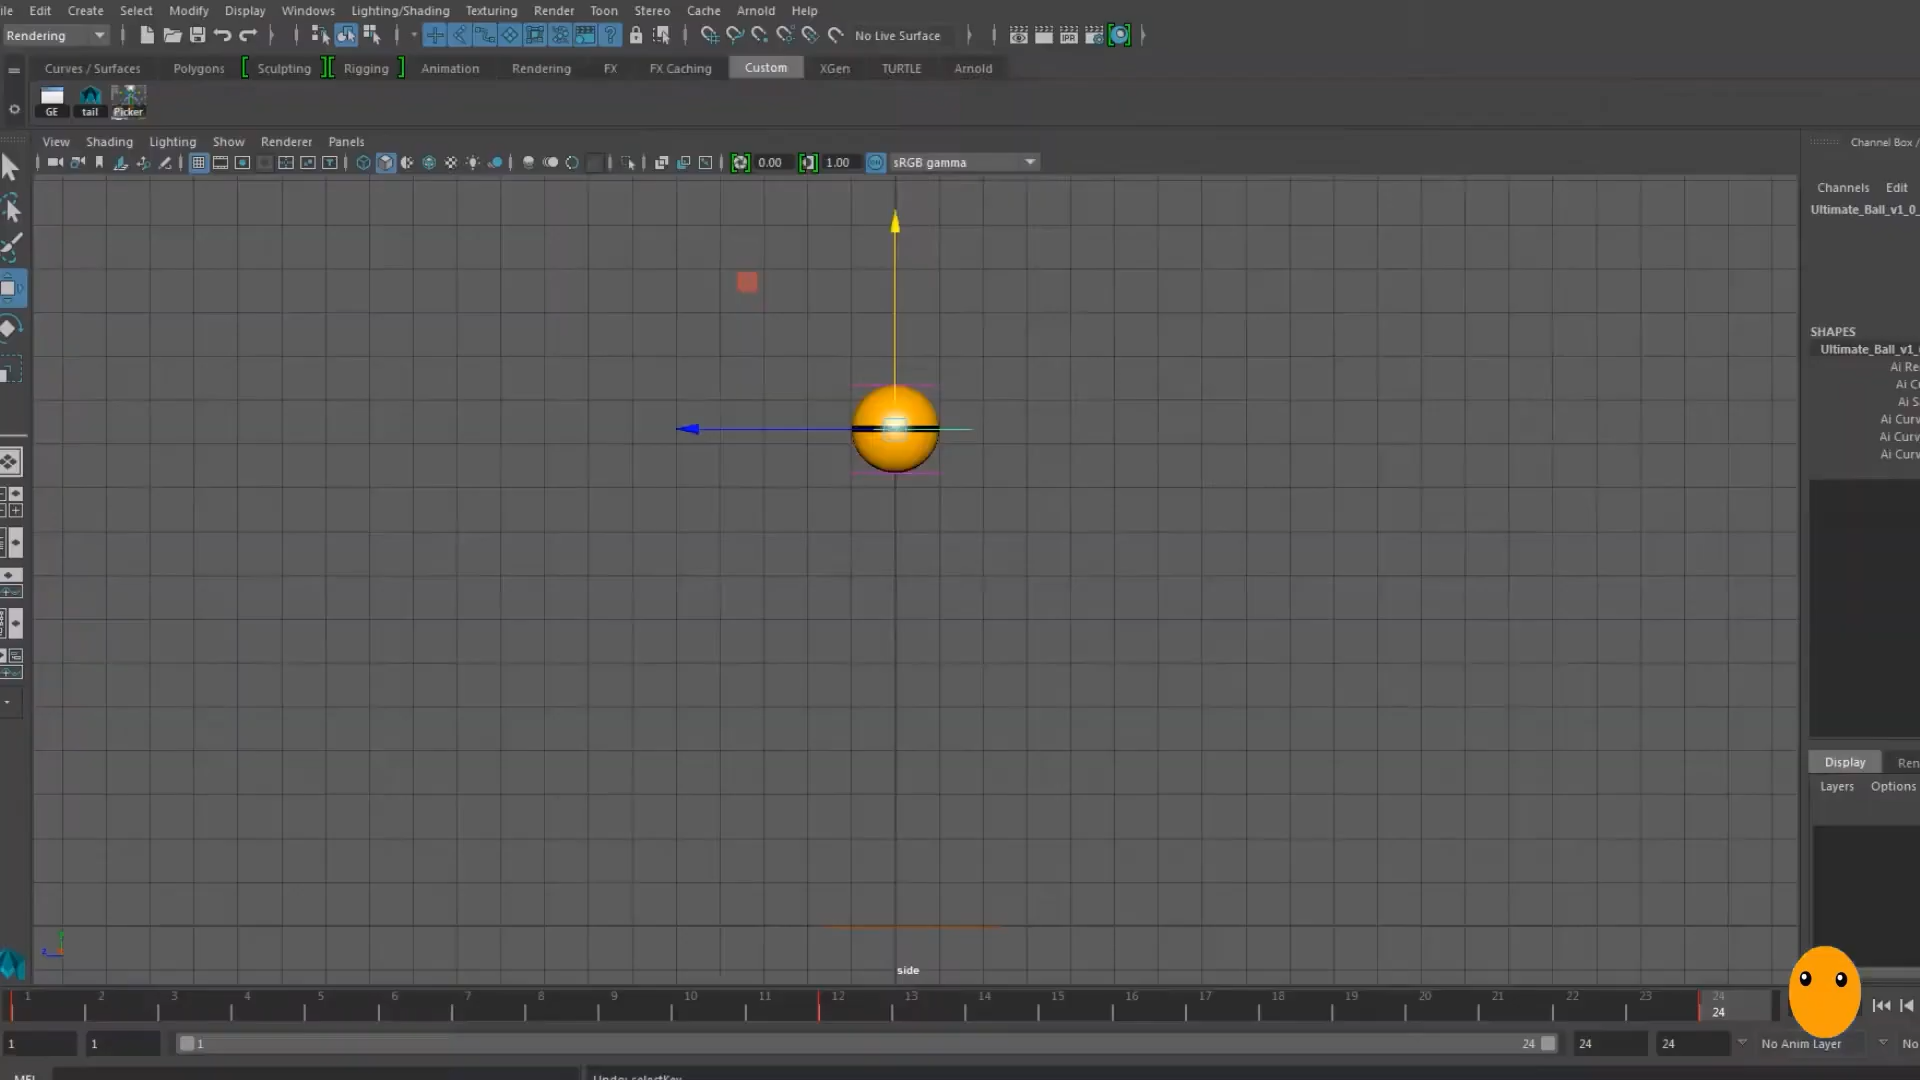 ile Edit Create Select Modify Display Windows Lighting/Shading Texturing Render Toon Stereo Cache Arnold Help
Rendering No Live Surface IPR
Curves / Surfaces Polygons Sculpting Rigging Animation Rendering FX FX Caching Custom XGen TURTLE Arnold
GE tail Picker
View Shading Lighting Show Renderer Panels
0.00 1.00 sRGB gamma
Channel Box /
Channels Edit
Ultimate_Ball_v1_0_
SHAPES
Ultimate_Ball_v1_
Ai Re
Ai C
Ai S
Ai Curv
Ai Curv
Ai Curv
Display Ren
Layers Options
z
side
1 2 3 4 5 6 7 8 9 10 11 12 13 14 15 16 17 18 19 20 21 22 23 24
24
1 1 1 24 24 24 No Anim Layer No
MEL Undo: selectKey